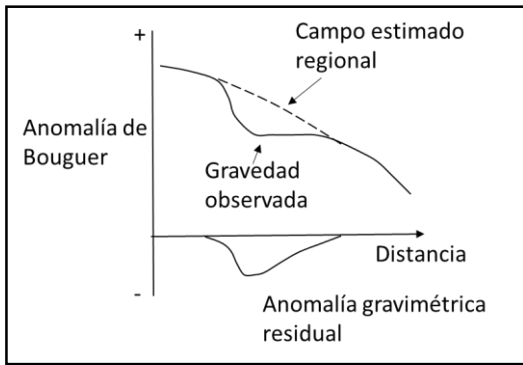 +
Campo estimado
regional
Anomalía de
Bouguer
Gravedad
observada
Distancia
-
Anomalía gravimétrica
residual